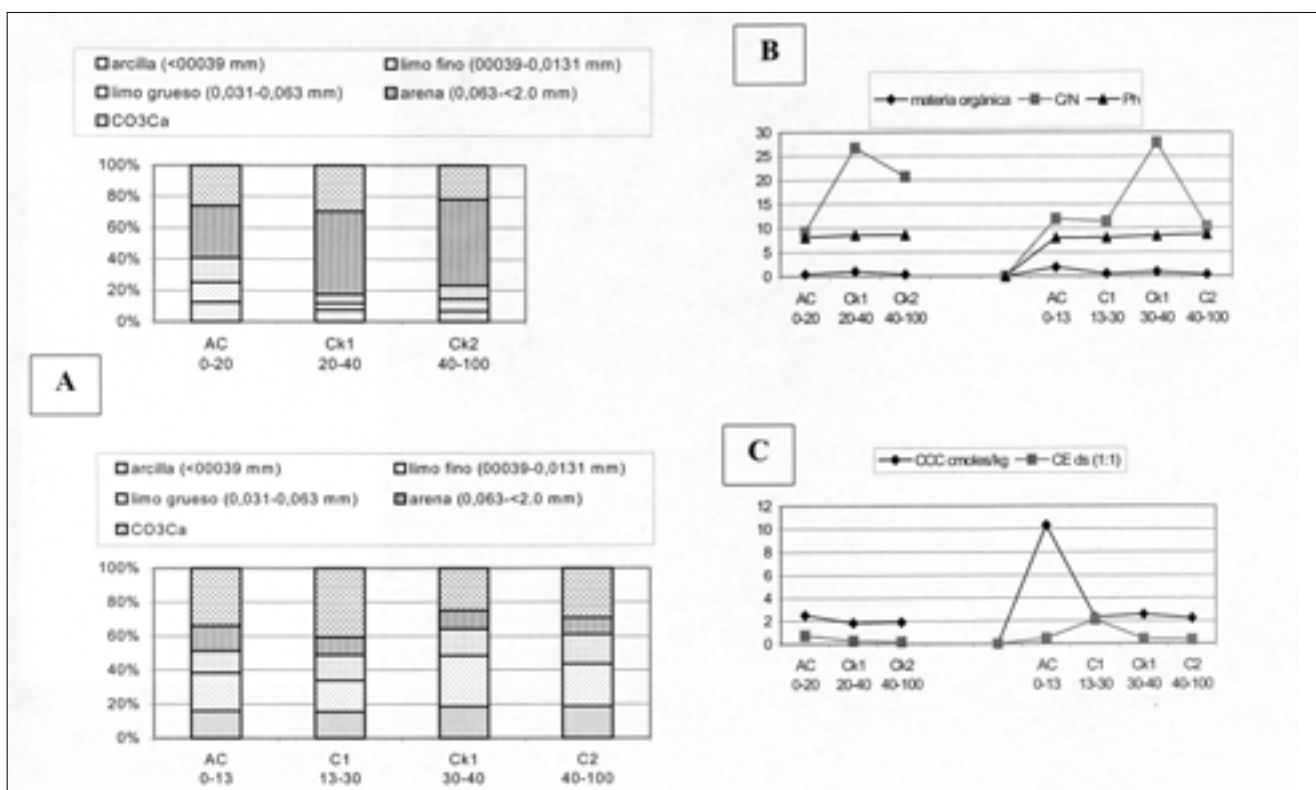 arcilla (<00039 mm) limo fino (00039-0,0131 mm)
limo grueso (0,031-0,063 mm) arena (0,063-<2.0 mm)
CO3Ca
100%
80%
60%
40%
20%
0%
AC Ck1 Ck2
0-20 20-40 40-100
A
arcilla (<00039 mm) limo fino (00039-0,0131 mm)
limo grueso (0,031-0,063 mm) arena (0,063-<2.0 mm)
CO3Ca
100%
80%
60%
40%
20%
0%
AC C1 Ck1 C2
0-13 13-30 30-40 40-100
B
materia orgánica C/N Ph
30
25
20
15
10
5
0
AC Ck1 Ck2 AC C1 Ck1 C2
0-20 20-40 40-100 0-13 13-30 30-40 40-100
C
CCC cmoles/kg CE ds (1:1)
12
10
8
6
4
2
0
AC Ck1 Ck2 AC C1 Ck1 C2
0-20 20-40 40-100 0-13 13-30 30-40 40-100